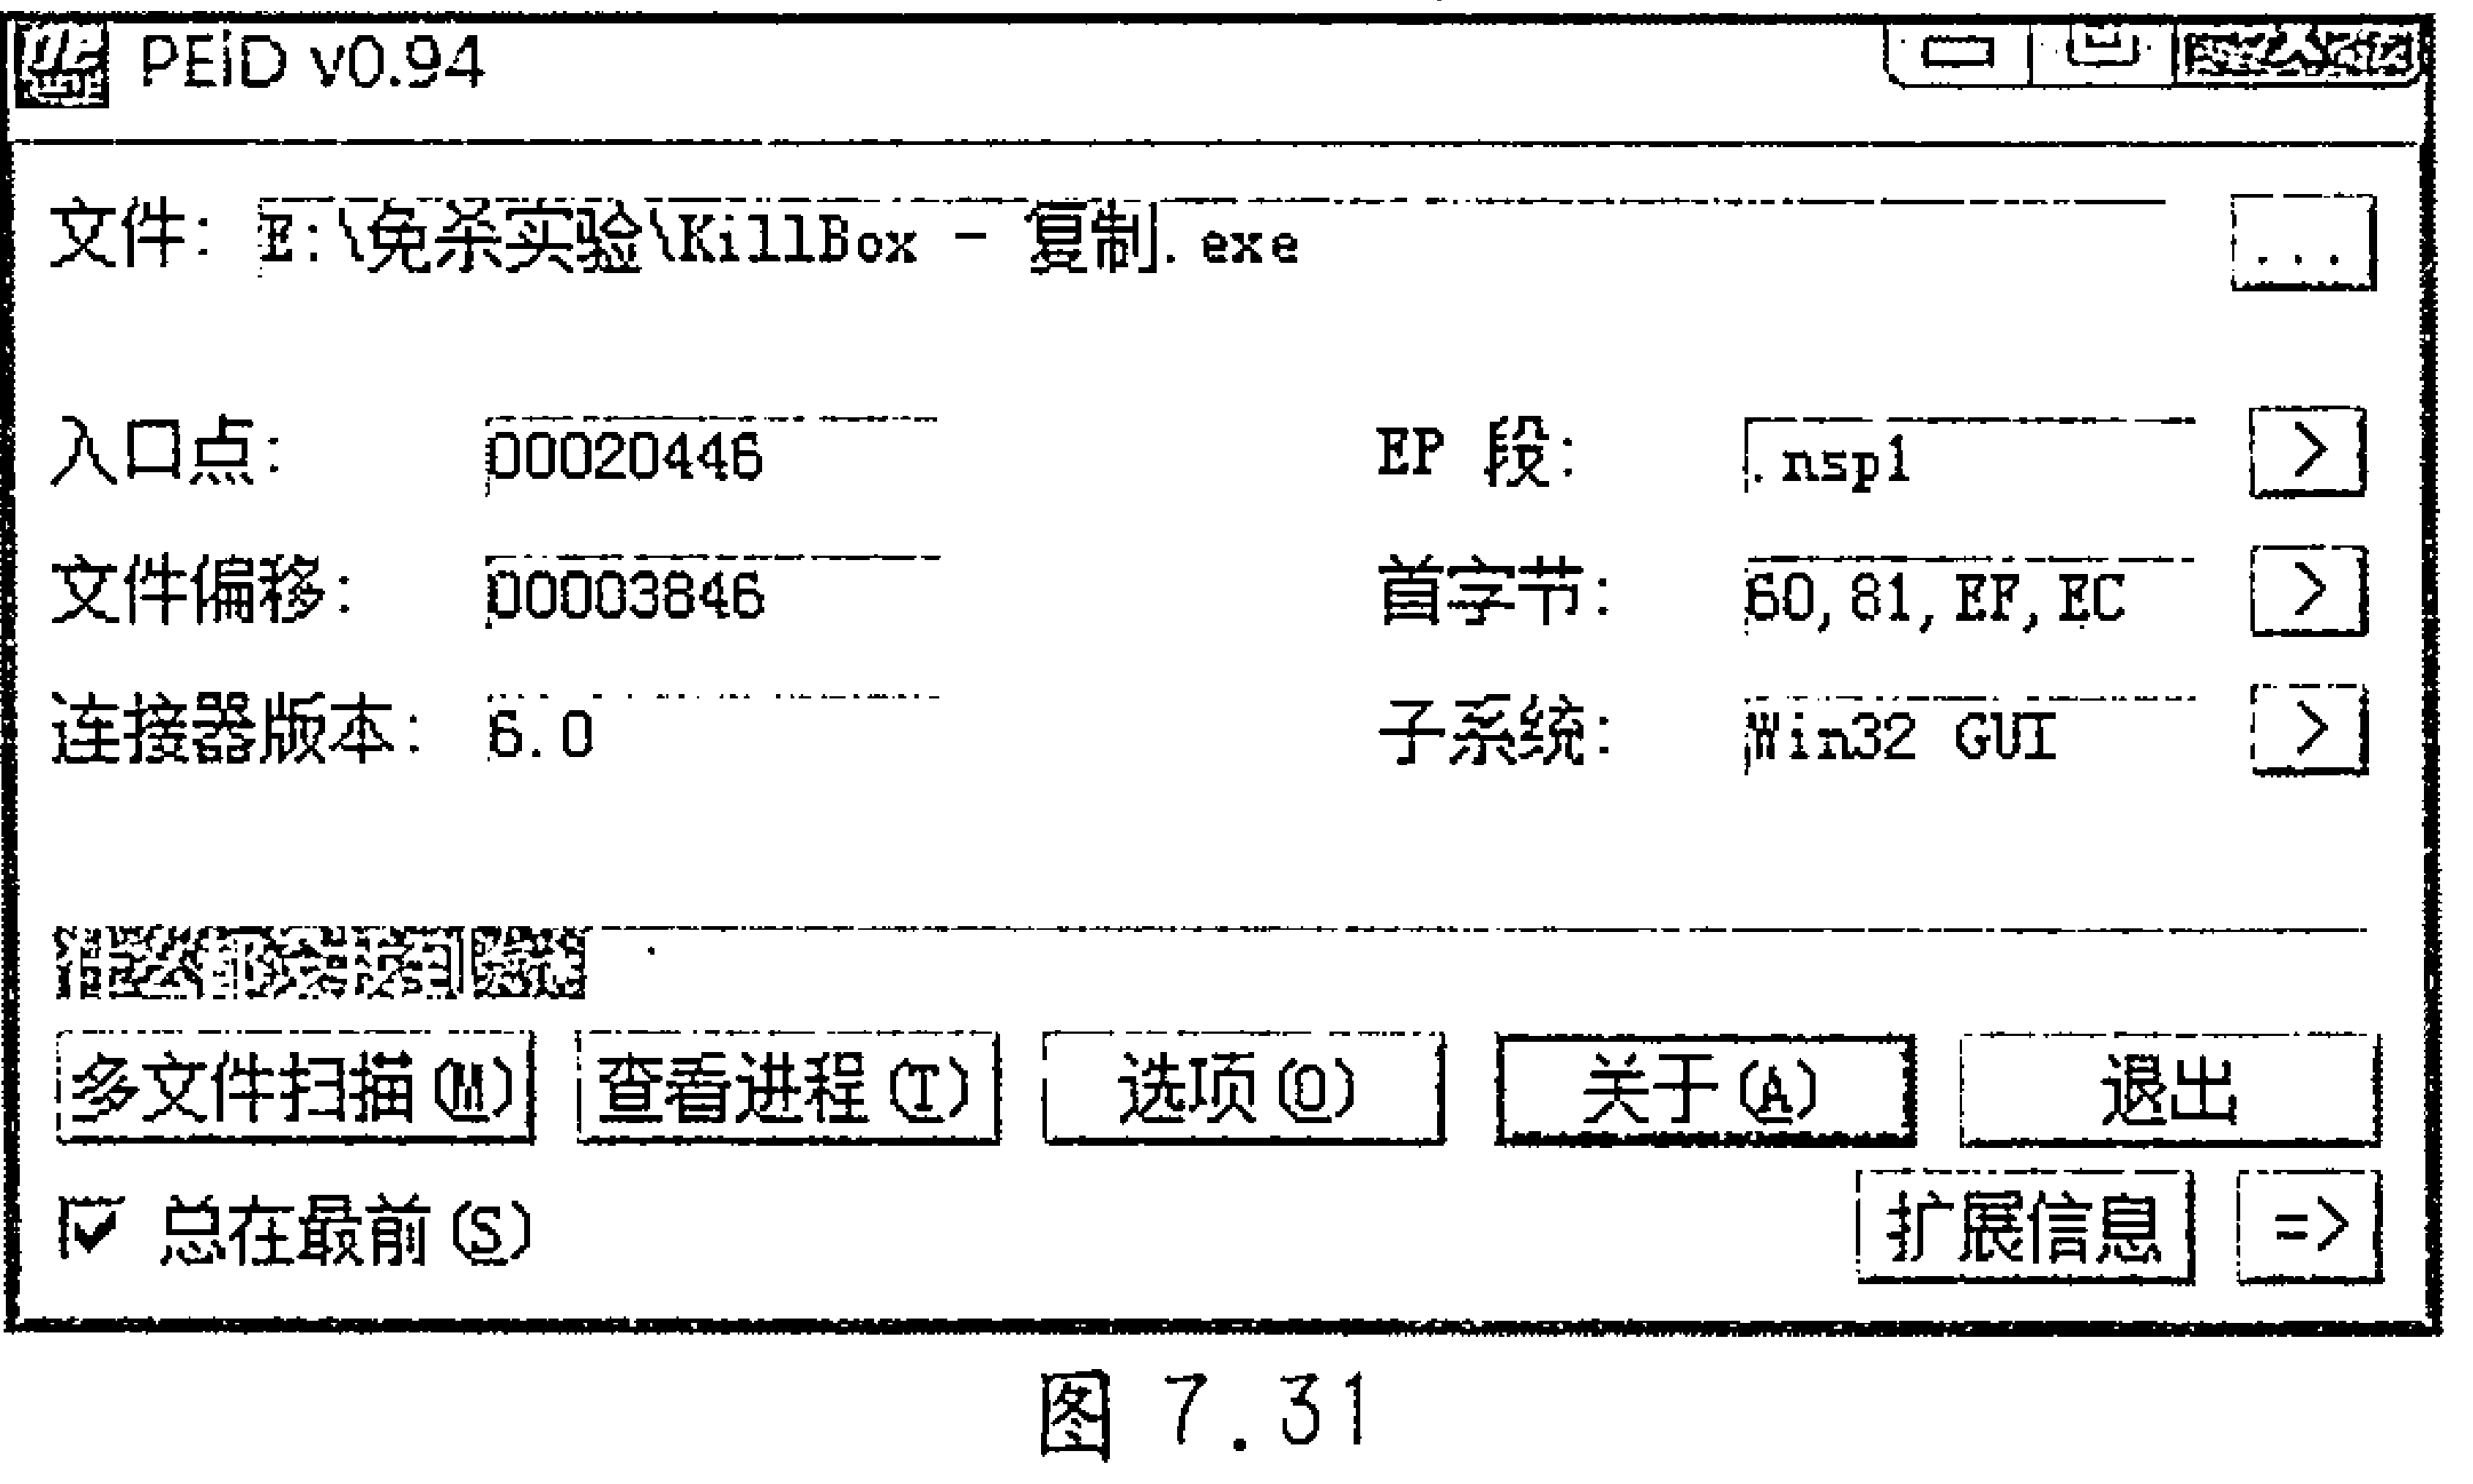 PEiD v0.94
文件: E:\免杀实验\KillBox - 复制.exe ...
入口点: 00020446 EP 段: .nsp1 >
文件偏移: 00003846 首字节: 60,81,EF,EC >
连接器版本: 6.0 子系统: Win32 GUI >
多文件扫描(M) 查看进程(T) 选项(O) 关于(A) 退出
总在最前(S) 扩展信息 =>
图 7.31